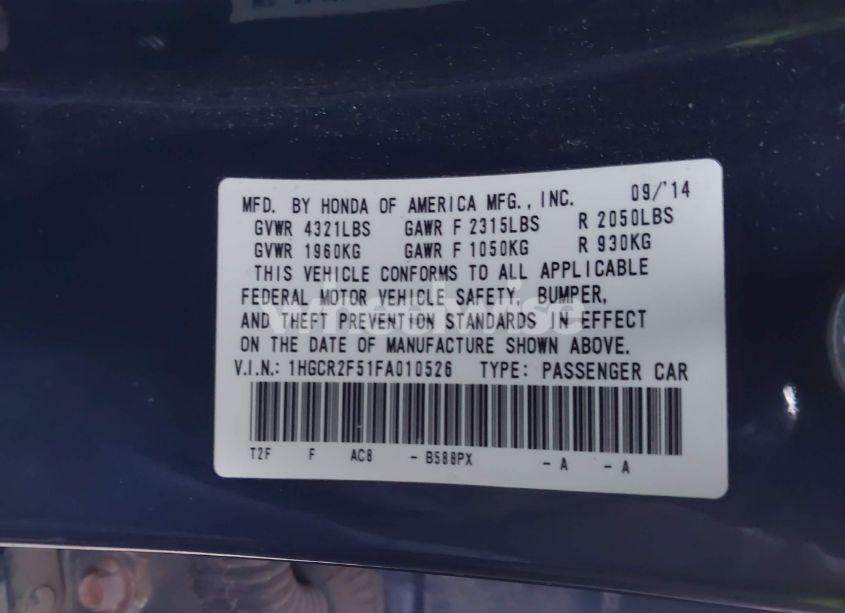 MFD. BY HONDA OF AMERICA MFG., INC. 09/'14
GVWR 4321LBS GAWR F 2315LBS R 2050LBS
GVWR 1960KG GAWR F 1050KG R 930KG
THIS VEHICLE CONFORMS TO ALL APPLICABLE
FEDERAL MOTOR VEHICLE SAFETY, BUMPER,
AND THEFT PREVENTION STANDARDS IN EFFECT
ON THE DATE OF MANUFACTURE SHOWN ABOVE.
V.I.N.: 1HGCR2F51FA010526 TYPE: PASSENGER CAR
T2F F AC8 - B588PX - A - A
wheelwise